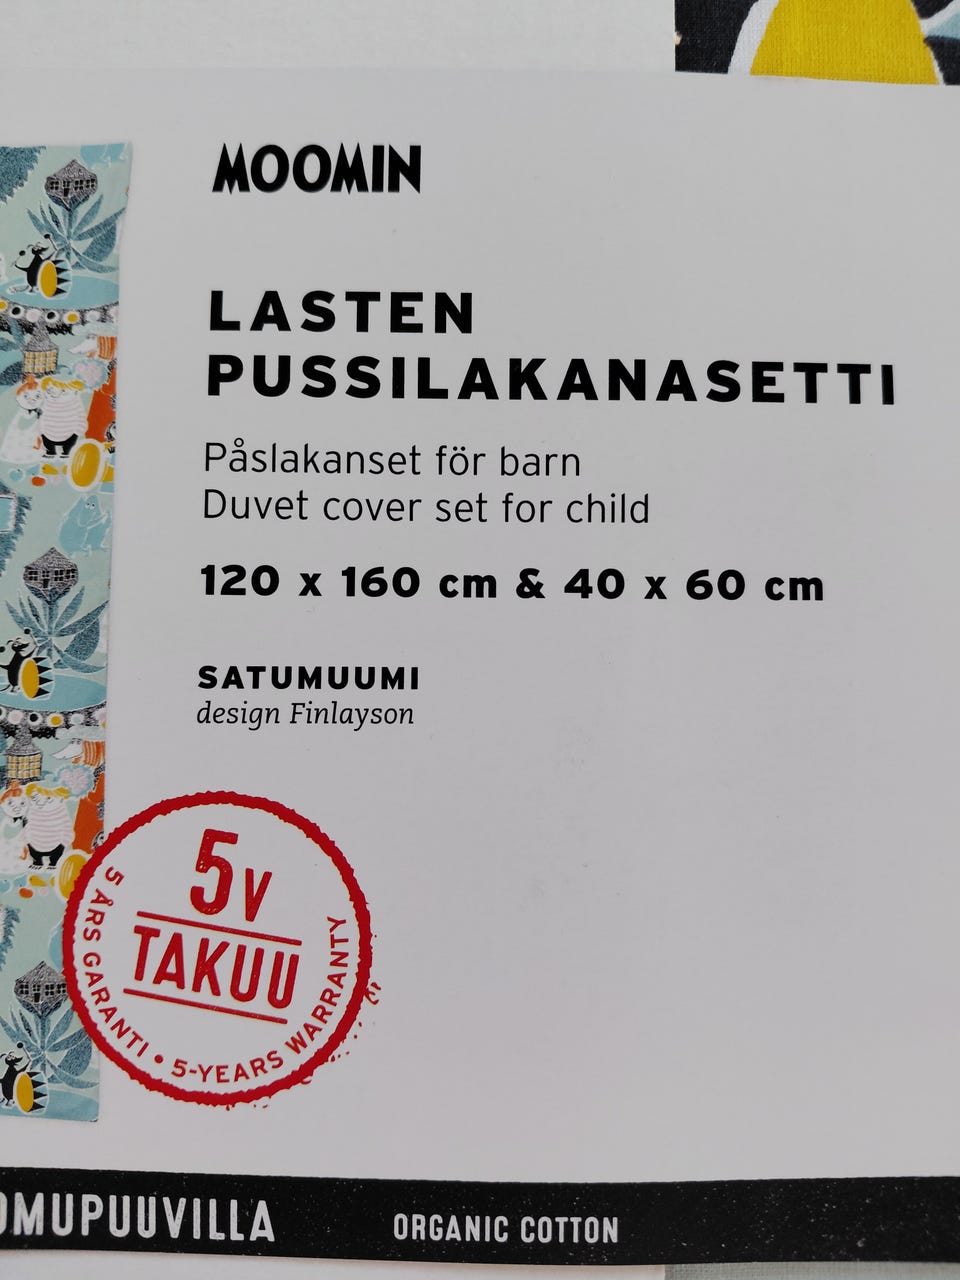 MOOMIN
LASTEN
PUSSILAKANASETTI
Påslakanset för barn
Duvet cover set for child
120 x 160 cm & 40 x 60 cm
SATUMUUMI
design Finlayson
5V
TAKUU
5 ÅRS GARANTI • 5-YEARS WARRANTY
OMUPUUVILLA
ORGANIC COTTON